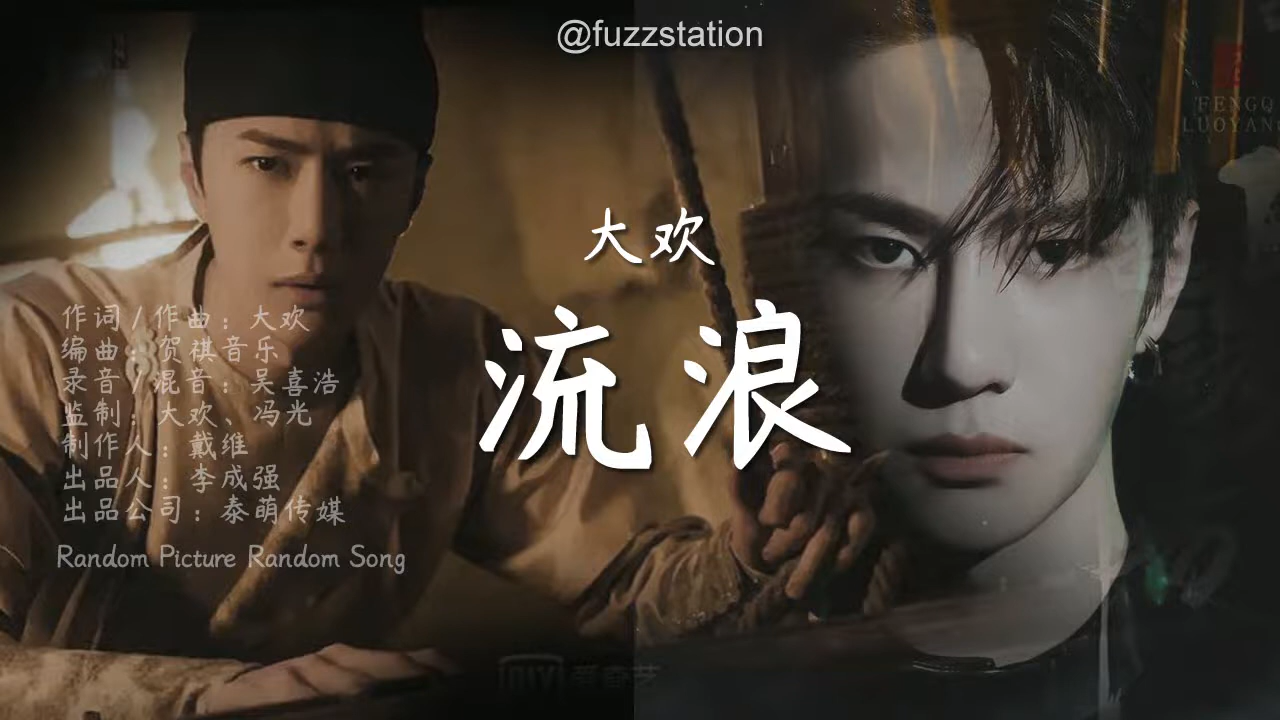 @fuzzstation
FENGQ
LUOYAN
大欢
流浪
作词 / 作曲：大欢
编曲：贺祺音乐
录音 / 混音：吴喜浩
监制：大欢、冯光
制作人：戴维
出品人：李成强
出品公司：泰萌传媒
Random Picture Random Song